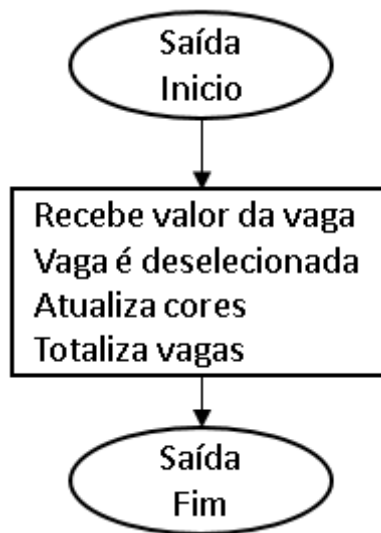 Saída
Inicio
Recebe valor da vaga
Vaga é deselecionada
Atualiza cores
Totaliza vagas
Saída
Fim